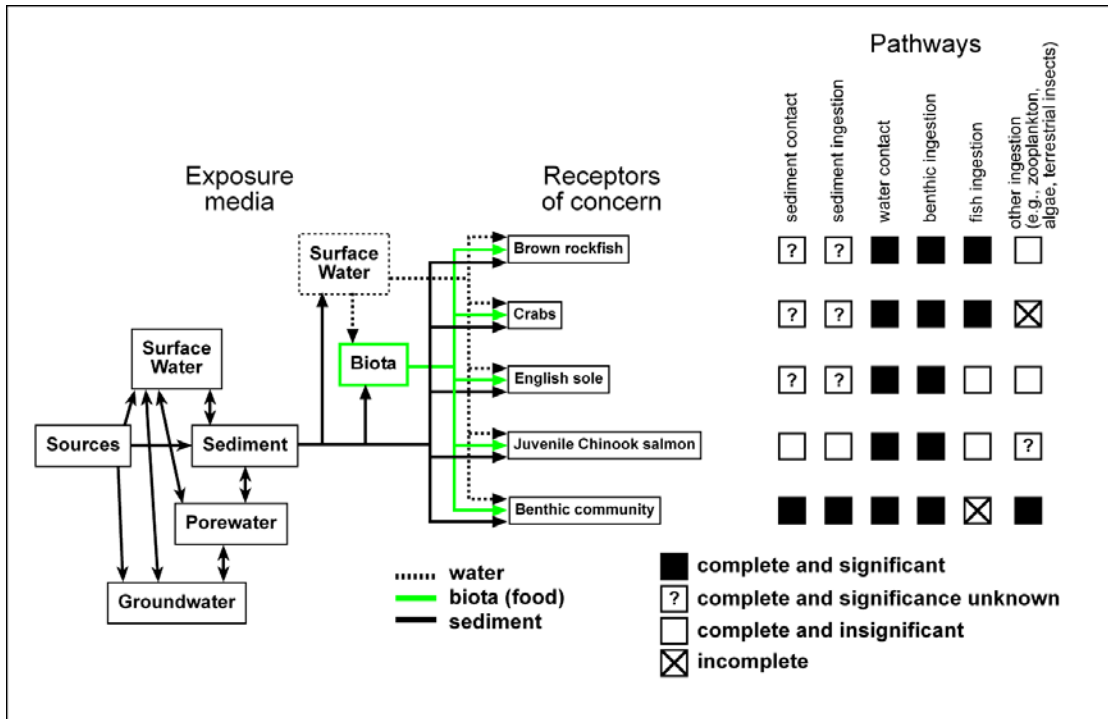 Pathways
sediment contact
sediment ingestion
water contact
benthic ingestion
fish ingestion
other ingestion
(e.g., zooplankton,
algae, terrestrial insects)
Exposure
media
Receptors
of concern
Surface
Water
Brown rockfish
? ?
Crabs
? ?
Surface
Water
Biota
English sole
? ?
Sources
Sediment
Juvenile Chinook salmon
?
Porewater
Benthic community
Groundwater
water
biota (food)
sediment
complete and significant
? complete and significance unknown
complete and insignificant
incomplete